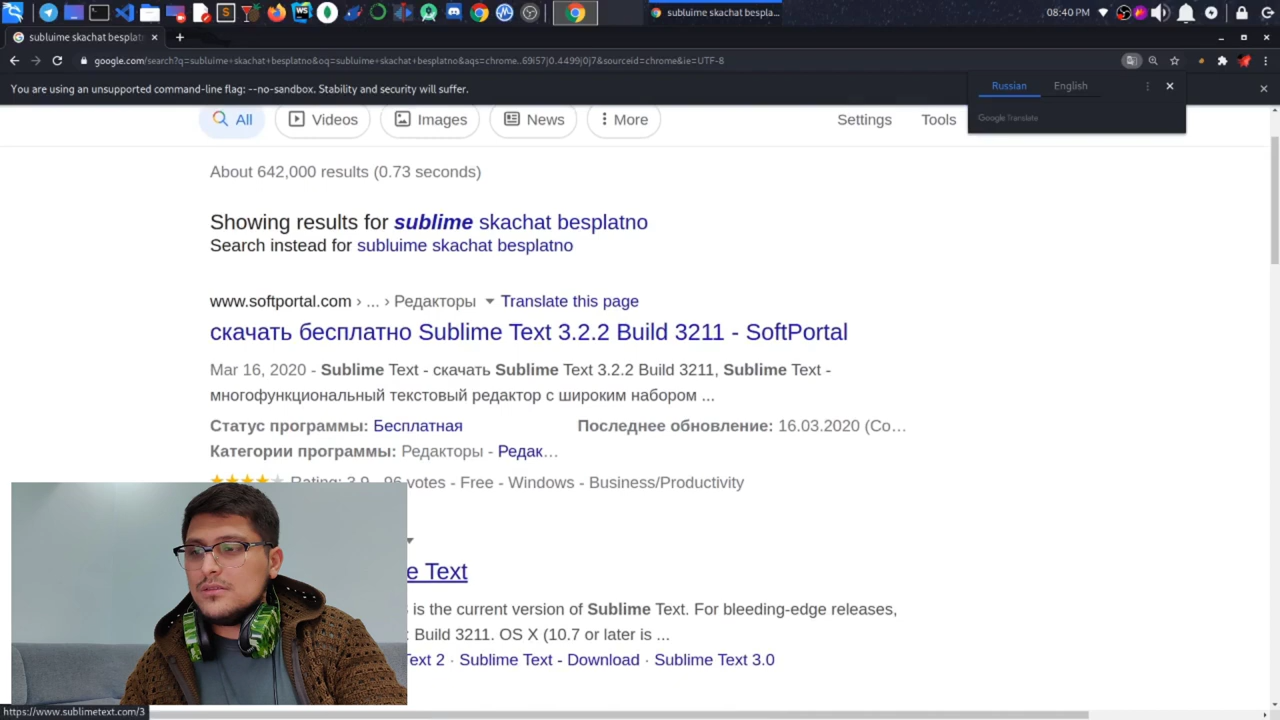 subluime skachat bespla...
08:40 PM
subluime skachat besplat
google.com/search?q=subluime+skachat+besplatno&oq=subluime+skachat+besplatno&aqs=chrome..69i57j0.4499j0j7&sourceid=chrome&ie=UTF-8
You are using an unsupported command-line flag: --no-sandbox. Stability and security will suffer.
Russian English
Google Translate
All Videos Images News More Settings Tools
About 642,000 results (0.73 seconds)
Showing results for sublime skachat besplatno
Search instead for subluime skachat besplatno
www.softportal.com › ... › Редакторы Translate this page
скачать бесплатно Sublime Text 3.2.2 Build 3211 - SoftPortal
Mar 16, 2020 - Sublime Text - скачать Sublime Text 3.2.2 Build 3211, Sublime Text -
многофункциональный текстовый редактор с широким набором ...
Статус программы: Бесплатная Последнее обновление: 16.03.2020 (Со…
Категории программы: Редакторы - Редак…
Rating: 3.9 - 96 votes - Free - Windows - Business/Productivity
e Text
is the current version of Sublime Text. For bleeding-edge releases,
Build 3211. OS X (10.7 or later is ...
Text 2 · Sublime Text - Download · Sublime Text 3.0
https://www.sublimetext.com/3